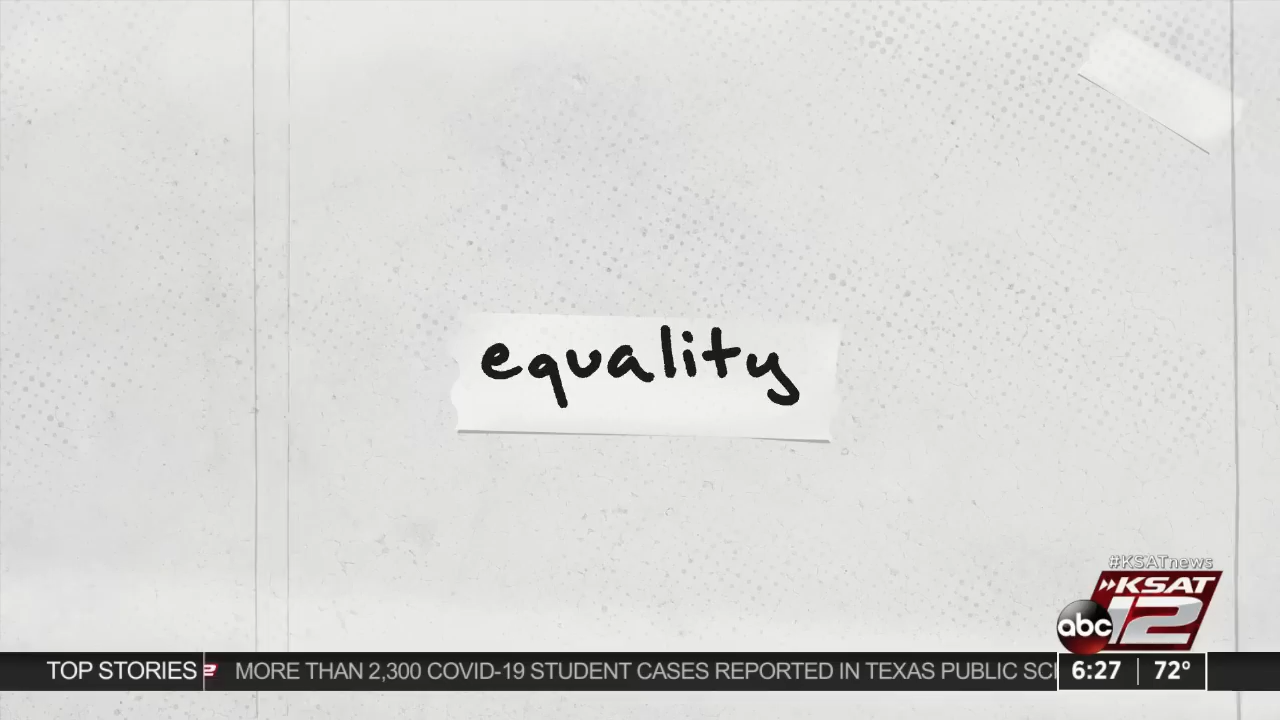 equality
#KSATnews
KSAT
abc 12
TOP STORIES MORE THAN 2,300 COVID-19 STUDENT CASES REPORTED IN TEXAS PUBLIC 6:27 72°